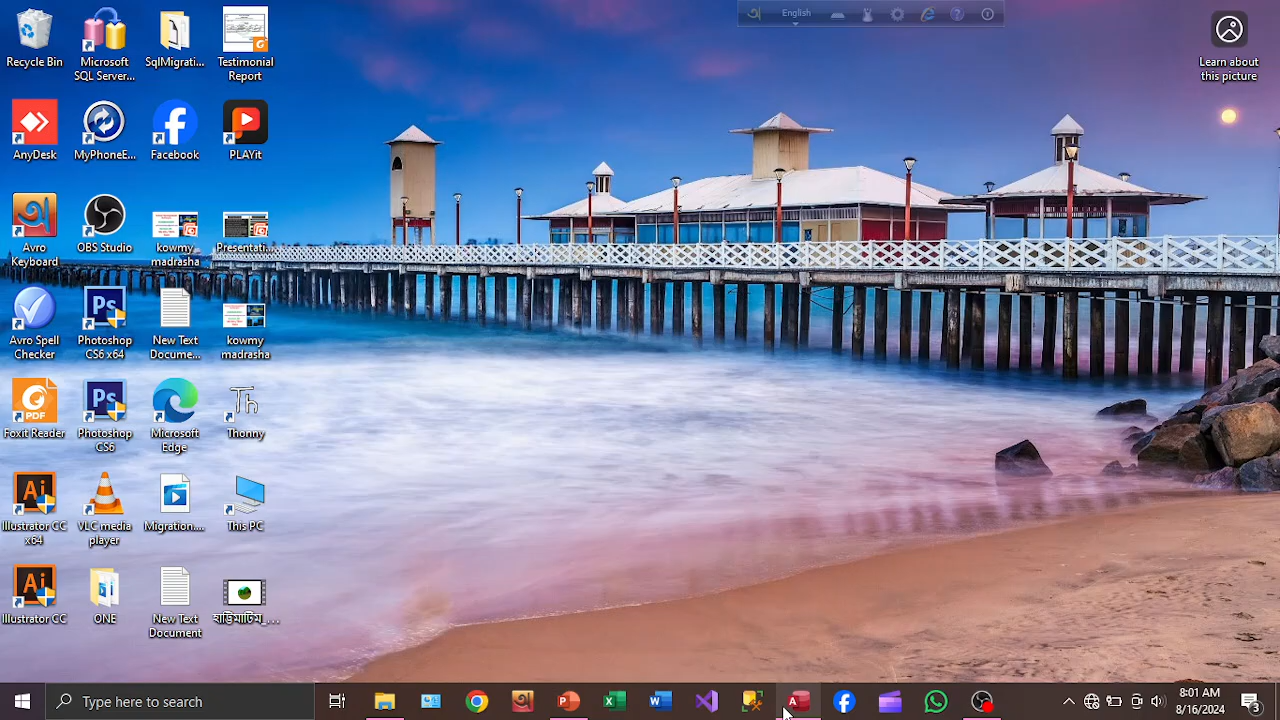 English
Learn about
this picture
Recycle Bin
Microsoft
SQL Server...
SqlMigrati...
Testimonial
Report
AnyDesk
MyPhoneE...
Facebook
PLAYit
Avro
Keyboard
OBS Studio
kowmy
madrasha
Presentati...
Avro Spell
Checker
Photoshop
CS6 x64
New Text
Docume...
kowmy
madrasha
Foxit Reader
Photoshop
CS6
Microsoft
Edge
Thonny
Illustrator CC
x64
VLC media
player
Migration....
This PC
Illustrator CC
ONE
New Text
Document
হাট্টিমাটিম_...
Type here to search
8:01 AM
8/16/2024
3